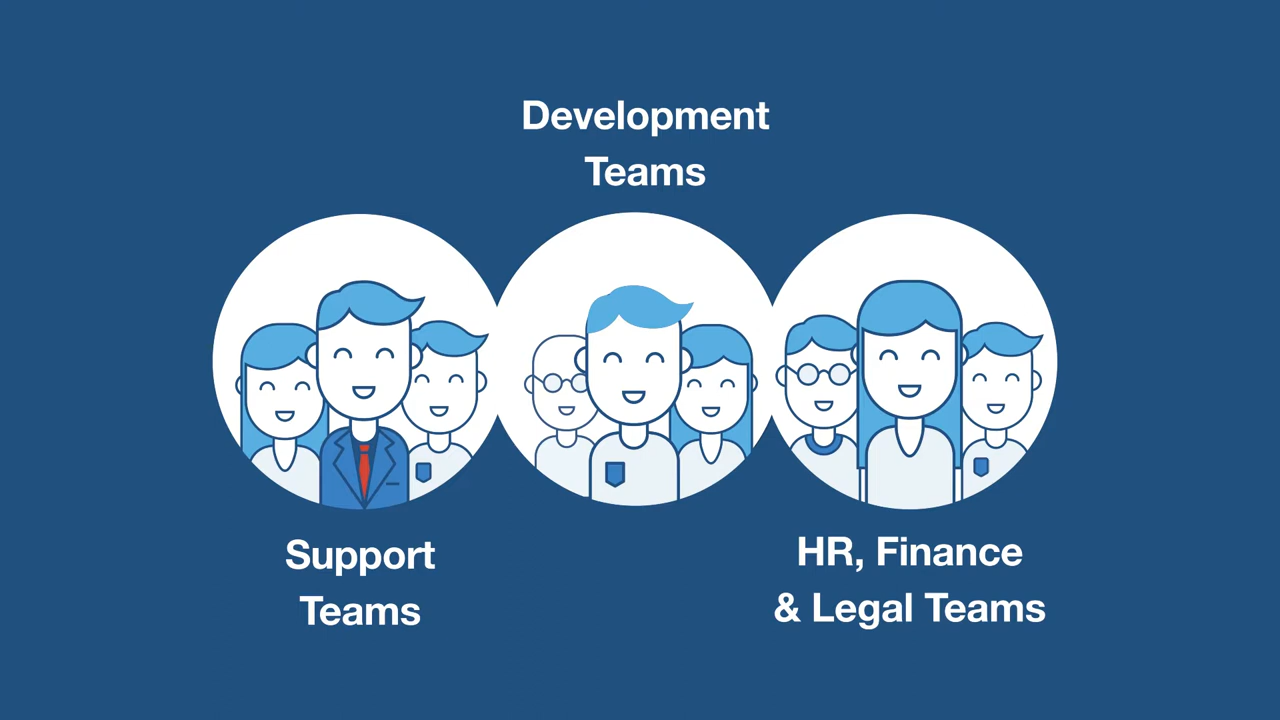 Development
Teams
Support
Teams
HR, Finance
& Legal Teams